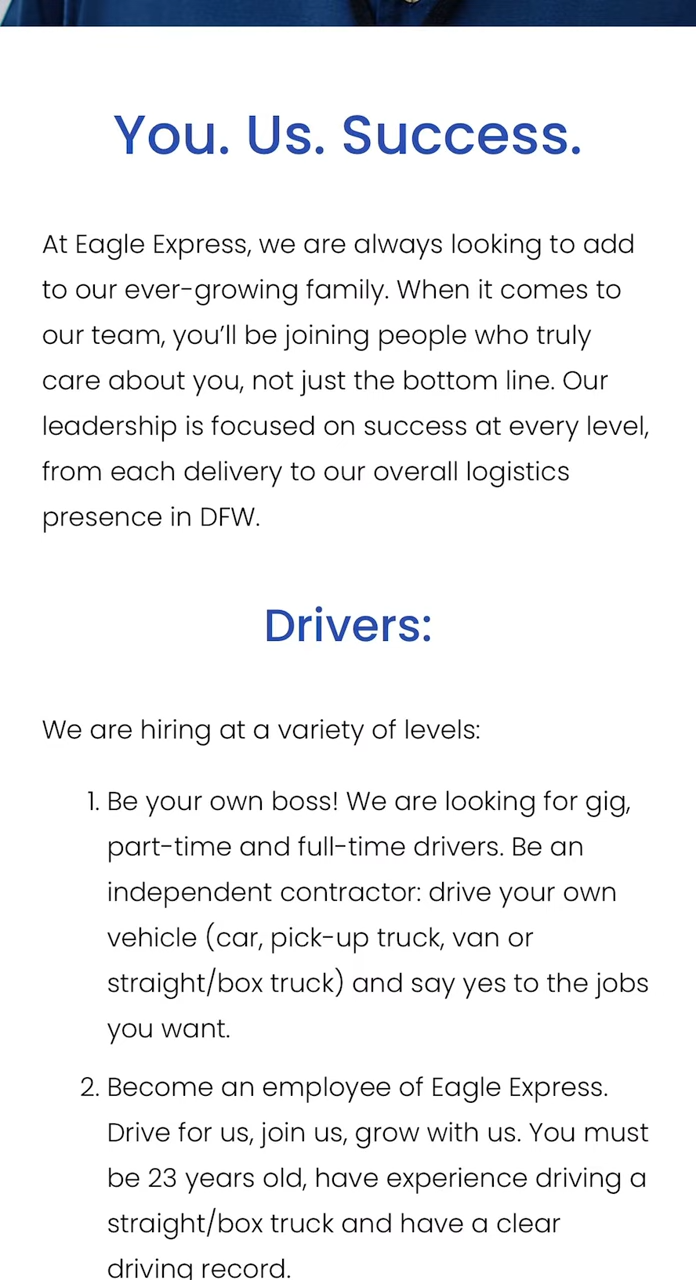 You. Us. Success.
At Eagle Express, we are always looking to add
to our ever-growing family. When it comes to
our team, you’ll be joining people who truly
care about you, not just the bottom line. Our
leadership is focused on success at every level,
from each delivery to our overall logistics
presence in DFW.
Drivers:
We are hiring at a variety of levels:
1. Be your own boss! We are looking for gig,
part-time and full-time drivers. Be an
independent contractor: drive your own
vehicle (car, pick-up truck, van or
straight/box truck) and say yes to the jobs
you want.
2. Become an employee of Eagle Express.
Drive for us, join us, grow with us. You must
be 23 years old, have experience driving a
straight/box truck and have a clear
driving record.